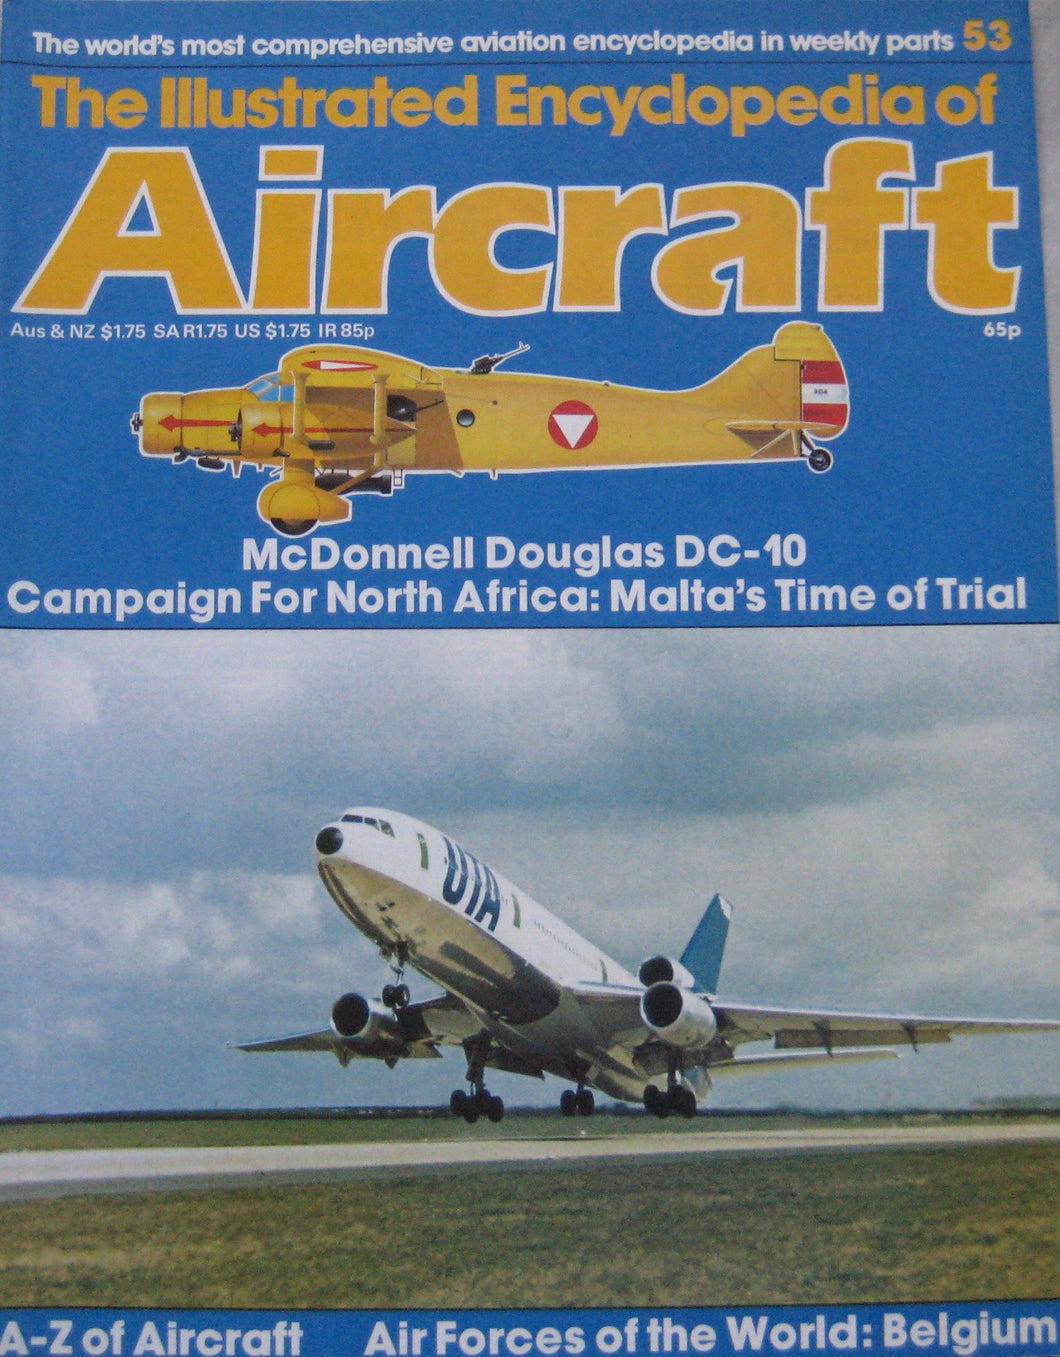 The world's most comprehensive aviation encyclopedia in weekly parts 53
The Illustrated Encyclopedia of
Aircraft
Aus & NZ $1.75 SA R1.75 US $1.75 IR 85p
65p
204
McDonnell Douglas DC-10
Campaign For North Africa: Malta's Time of Trial
UTA
A-Z of Aircraft Air Forces of the World: Belgium